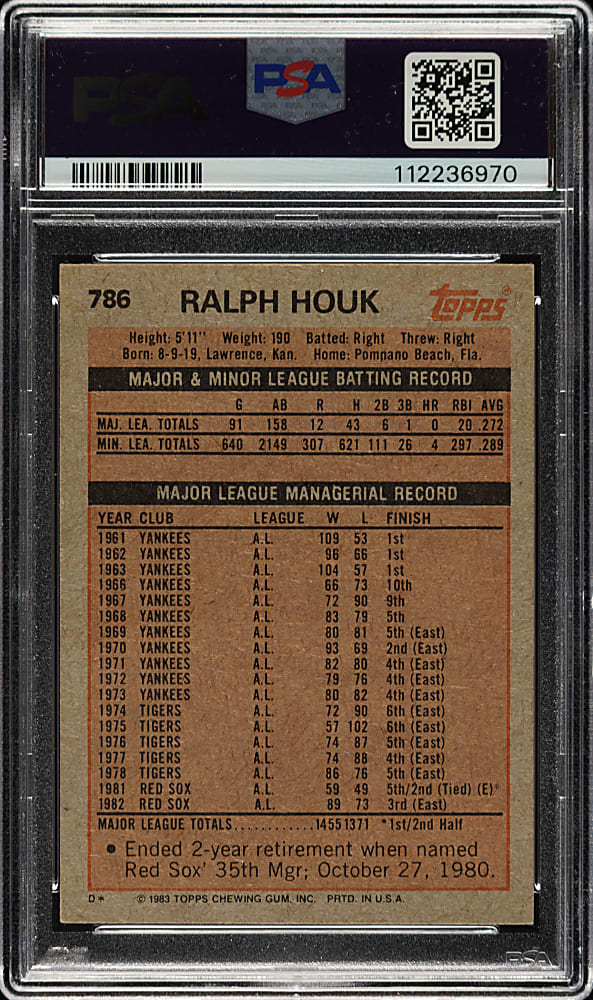 PSA
PSA
112236970
786 RALPH HOUK Topps
Height: 5'11" Weight: 190 Batted: Right Threw: Right
Born: 8-9-19, Lawrence, Kan. Home: Pompano Beach, Fla.
MAJOR & MINOR LEAGUE BATTING RECORD
G AB R H 2B 3B HR RBI AVG
MAJ. LEA. TOTALS 91 158 12 43 6 1 0 20 .272
MIN. LEA. TOTALS 640 2149 307 621 111 26 4 297 .289
MAJOR LEAGUE MANAGERIAL RECORD
YEAR CLUB LEAGUE W L FINISH
1961 YANKEES A.L. 109 53 1st
1962 YANKEES A.L. 96 66 1st
1963 YANKEES A.L. 104 57 1st
1966 YANKEES A.L. 66 73 10th
1967 YANKEES A.L. 72 90 9th
1968 YANKEES A.L. 83 79 5th
1969 YANKEES A.L. 80 81 5th (East)
1970 YANKEES A.L. 93 69 2nd (East)
1971 YANKEES A.L. 82 80 4th (East)
1972 YANKEES A.L. 79 76 4th (East)
1973 YANKEES A.L. 80 82 4th (East)
1974 TIGERS A.L. 72 90 6th (East)
1975 TIGERS A.L. 57 102 6th (East)
1976 TIGERS A.L. 74 87 5th (East)
1977 TIGERS A.L. 74 88 4th (East)
1978 TIGERS A.L. 86 76 5th (East)
1981 RED SOX A.L. 59 49 5th/2nd (Tied) (E)*
1982 RED SOX A.L. 89 73 3rd (East)
MAJOR LEAGUE TOTALS............1455 1371 *1st/2nd Half
• Ended 2-year retirement when named
Red Sox' 35th Mgr; October 27, 1980.
D* © 1983 TOPPS CHEWING GUM, INC. PRTD. IN U.S.A.
PSA